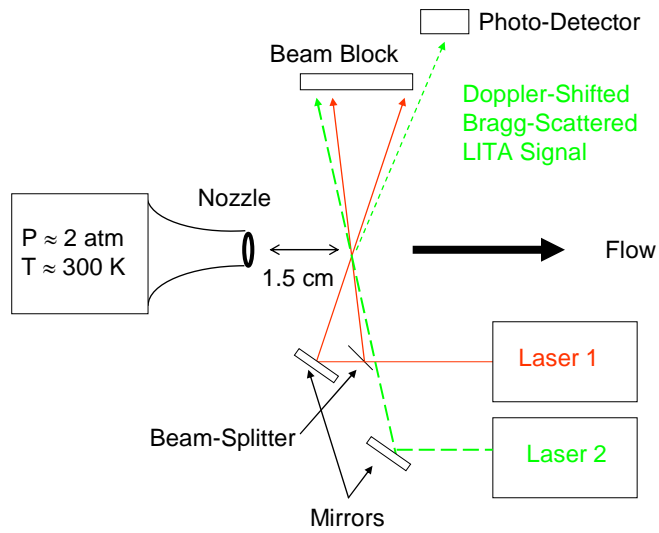 Photo-Detector
Beam Block
Doppler-Shifted
Bragg-Scattered
LITA Signal
Nozzle
P ≈ 2 atm
T ≈ 300 K
1.5 cm
Flow
Laser 1
Beam-Splitter
Laser 2
Mirrors